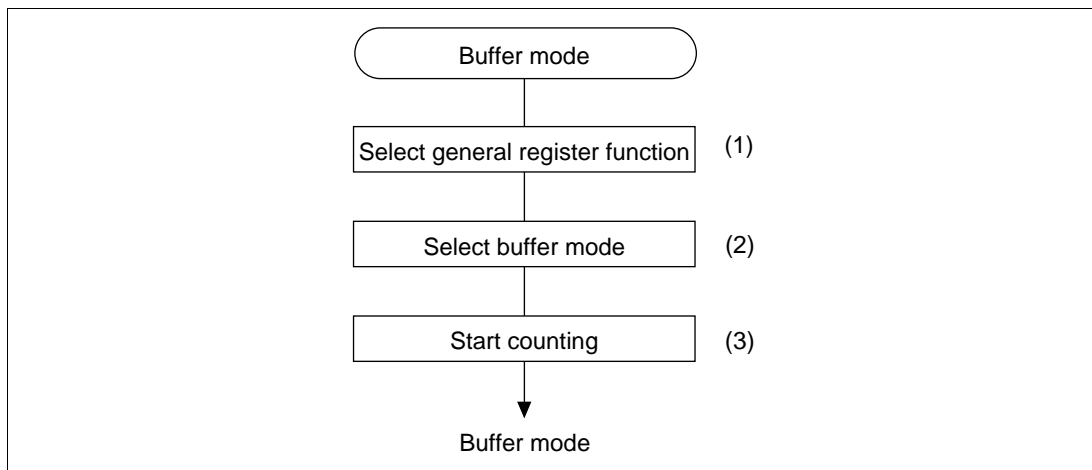 Buffer mode
Select general register function (1)
Select buffer mode (2)
Start counting (3)
Buffer mode